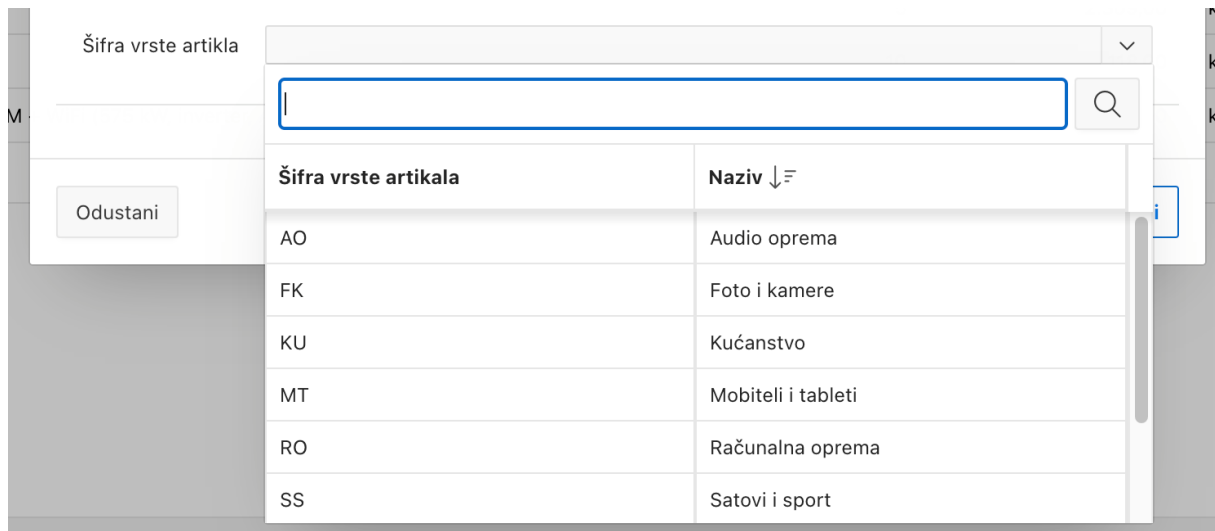 Šifra vrste artikla
M
Šifra vrste artikala Naziv
Odustani
AO Audio oprema
FK Foto i kamere
KU Kućanstvo
MT Mobiteli i tableti
RO Računalna oprema
SS Satovi i sport